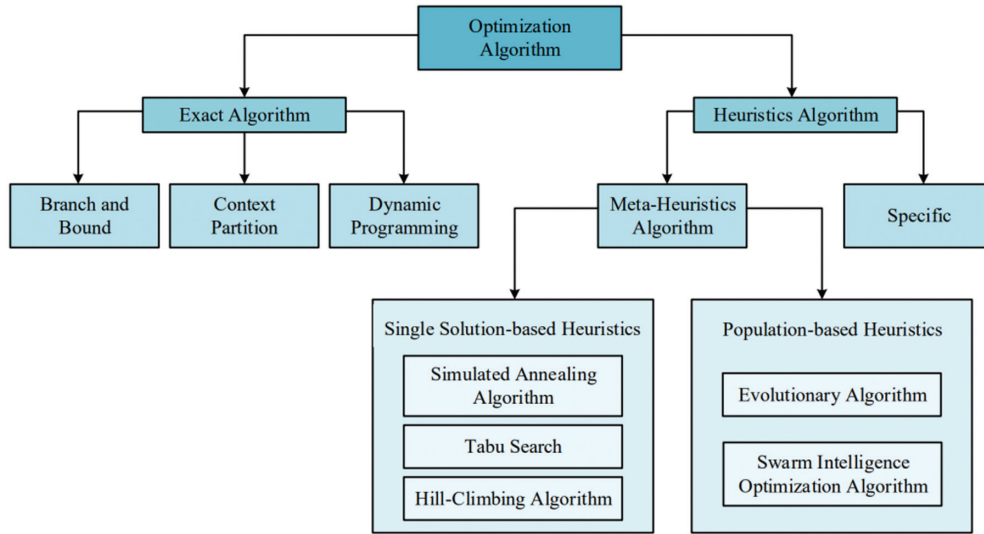 Optimization
Algorithm
Exact Algorithm
Heuristics Algorithm
Branch and
Bound
Context
Partition
Dynamic
Programming
Meta-Heuristics
Algorithm
Specific
Single Solution-based Heuristics
Simulated Annealing
Algorithm
Tabu Search
Hill-Climbing Algorithm
Population-based Heuristics
Evolutionary Algorithm
Swarm Intelligence
Optimization Algorithm